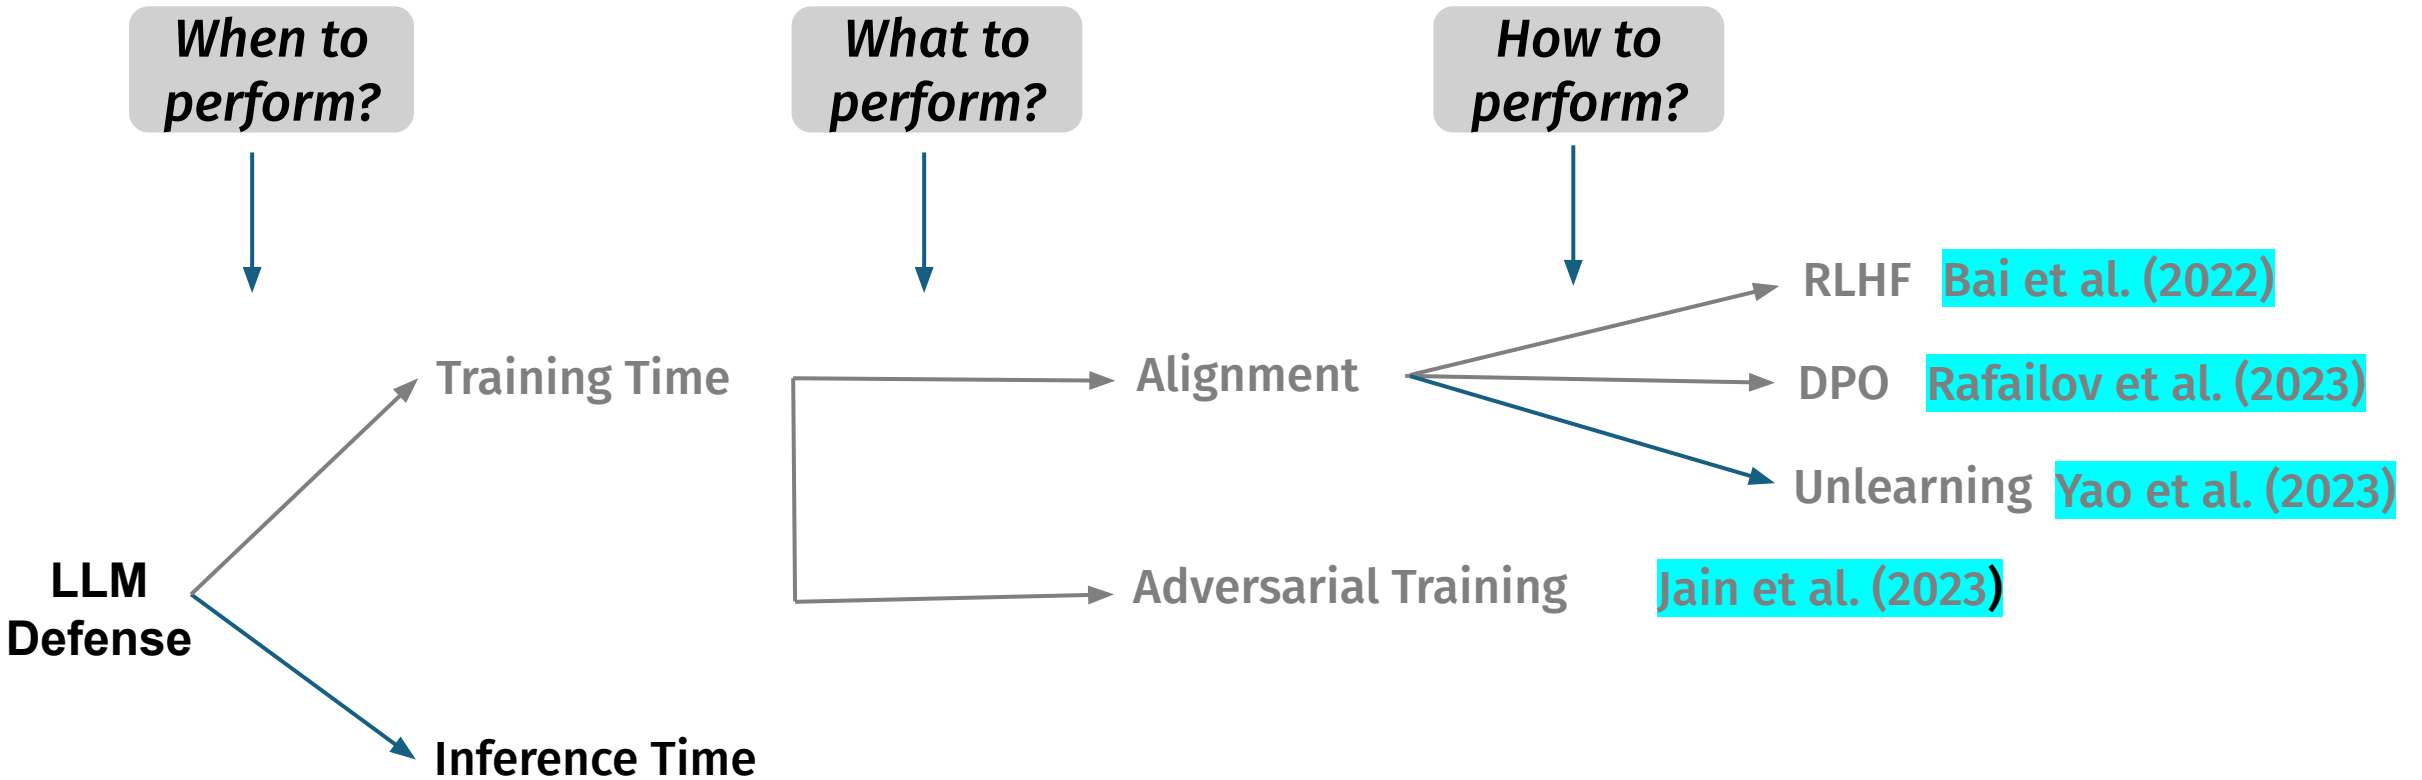 When to
perform?
What to
perform?
How to
perform?
RLHF Bai et al. (2022)
Training Time
Alignment
DPO Rafailov et al. (2023)
Unlearning Yao et al. (2023)
LLM
Defense
Adversarial Training Jain et al. (2023)
Inference Time